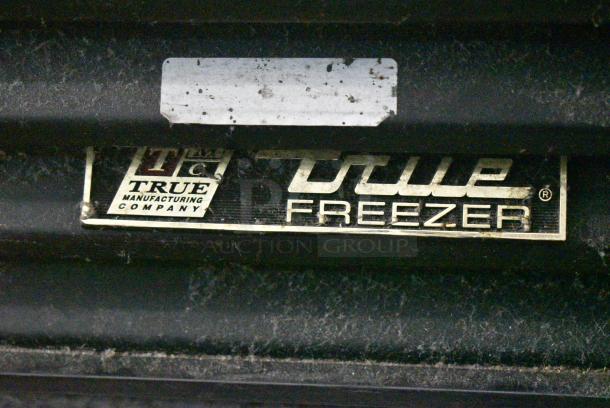 T M
C
TRUE
MANUFACTURING
COMPANY
True
FREEZER ®
AUCTION GROUP